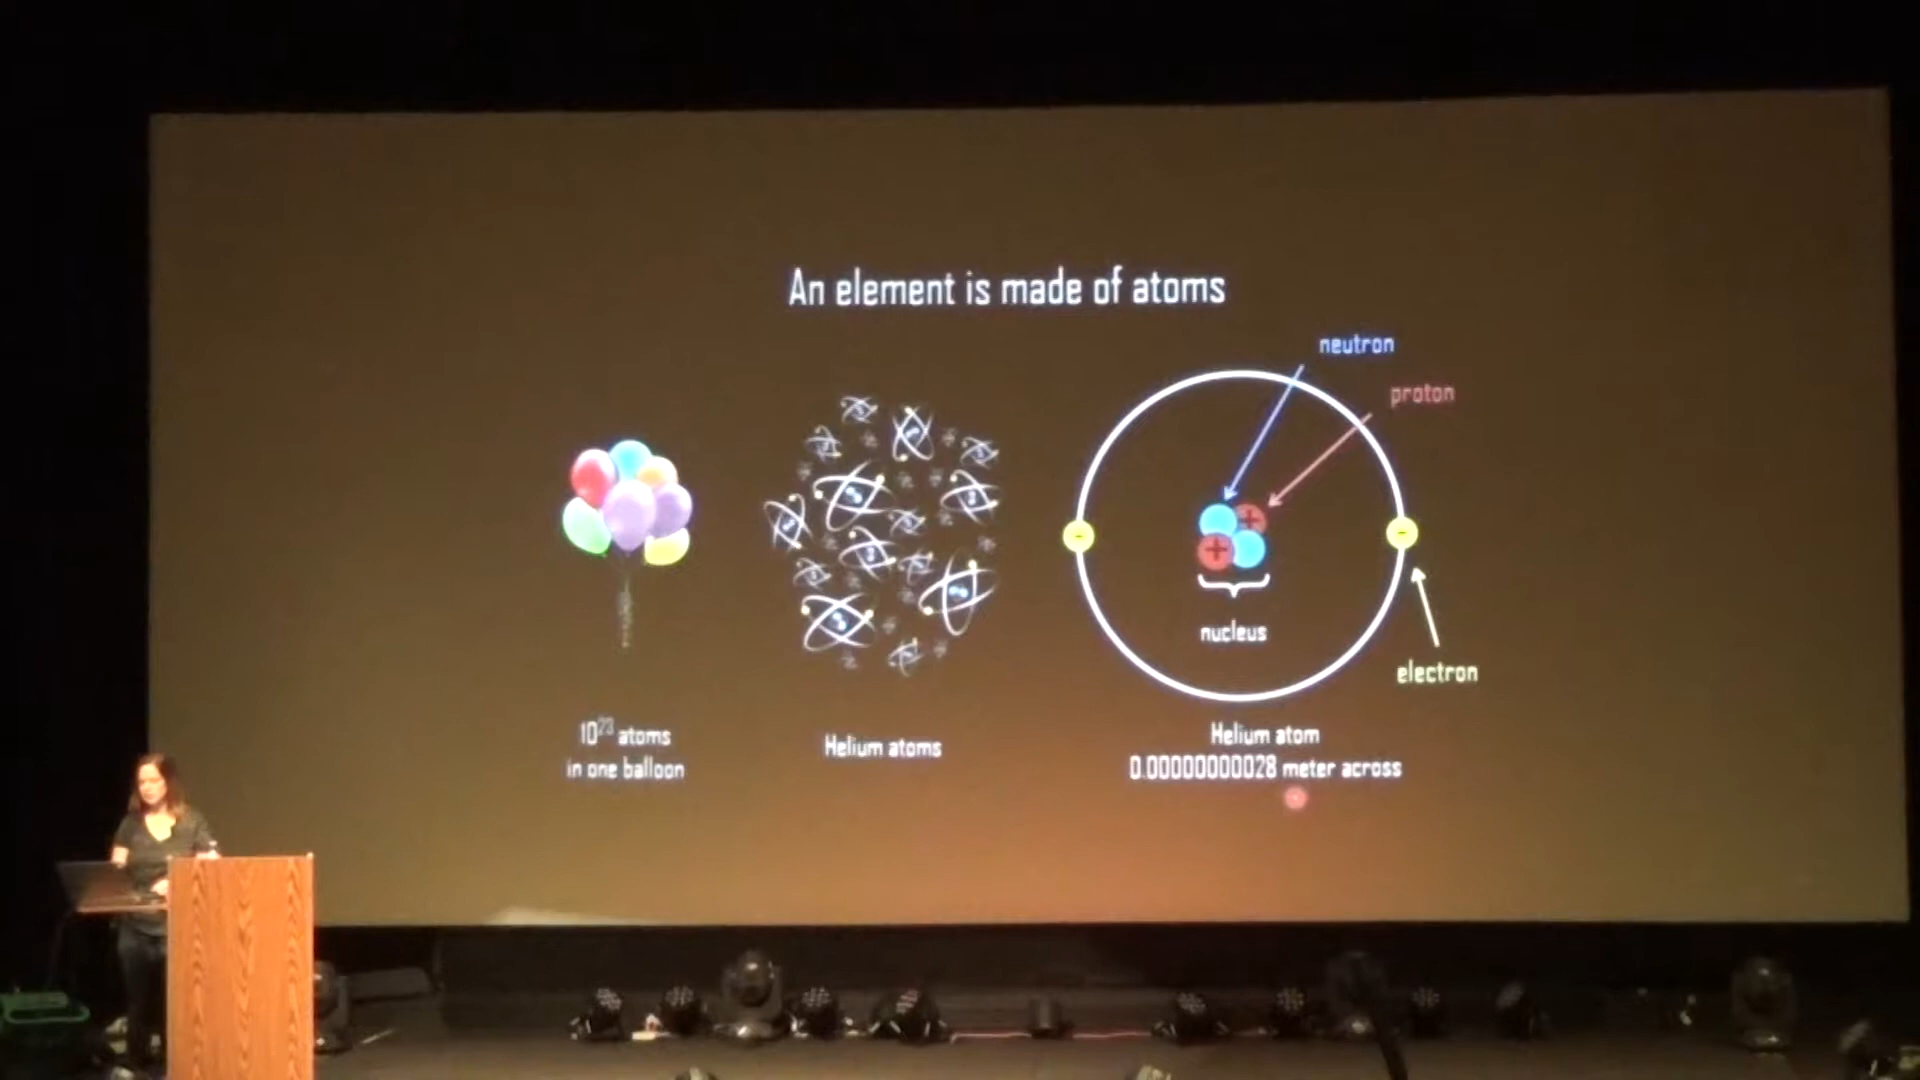 An element is made of atoms
neutron
proton
nucleus
electron
10²³ atoms
in one balloon
Helium atoms
Helium atom
0.00000000028 meter across